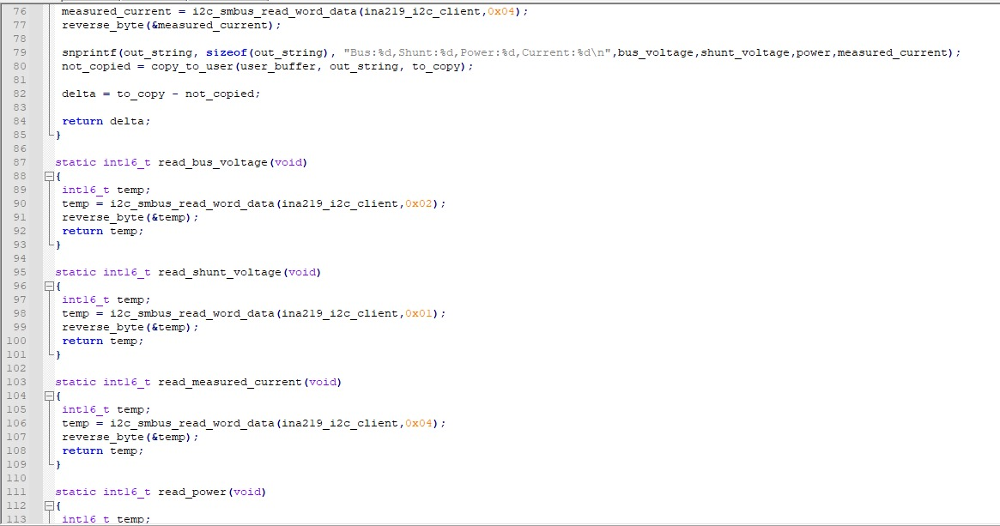 76 measured_current = i2c_smbus_read_word_data(ina219_i2c_client,0x04);
77 reverse_byte(&measured_current);
78
79 snprintf(out_string, sizeof(out_string), "Bus:%d,Shunt:%d,Power:%d,Current:%d\n",bus_voltage,shunt_voltage,power,measured_current);
80 not_copied = copy_to_user(user_buffer, out_string, to_copy);
81
82 delta = to_copy - not_copied;
83
84 return delta;
85 }
86
87 static int16_t read_bus_voltage(void)
88 {
89 int16_t temp;
90 temp = i2c_smbus_read_word_data(ina219_i2c_client,0x02);
91 reverse_byte(&temp);
92 return temp;
93 }
94
95 static int16_t read_shunt_voltage(void)
96 {
97 int16_t temp;
98 temp = i2c_smbus_read_word_data(ina219_i2c_client,0x01);
99 reverse_byte(&temp);
100 return temp;
101 }
102
103 static int16_t read_measured_current(void)
104 {
105 int16_t temp;
106 temp = i2c_smbus_read_word_data(ina219_i2c_client,0x04);
107 reverse_byte(&temp);
108 return temp;
109 }
110
111 static int16_t read_power(void)
112 {
113 int16_t temp;